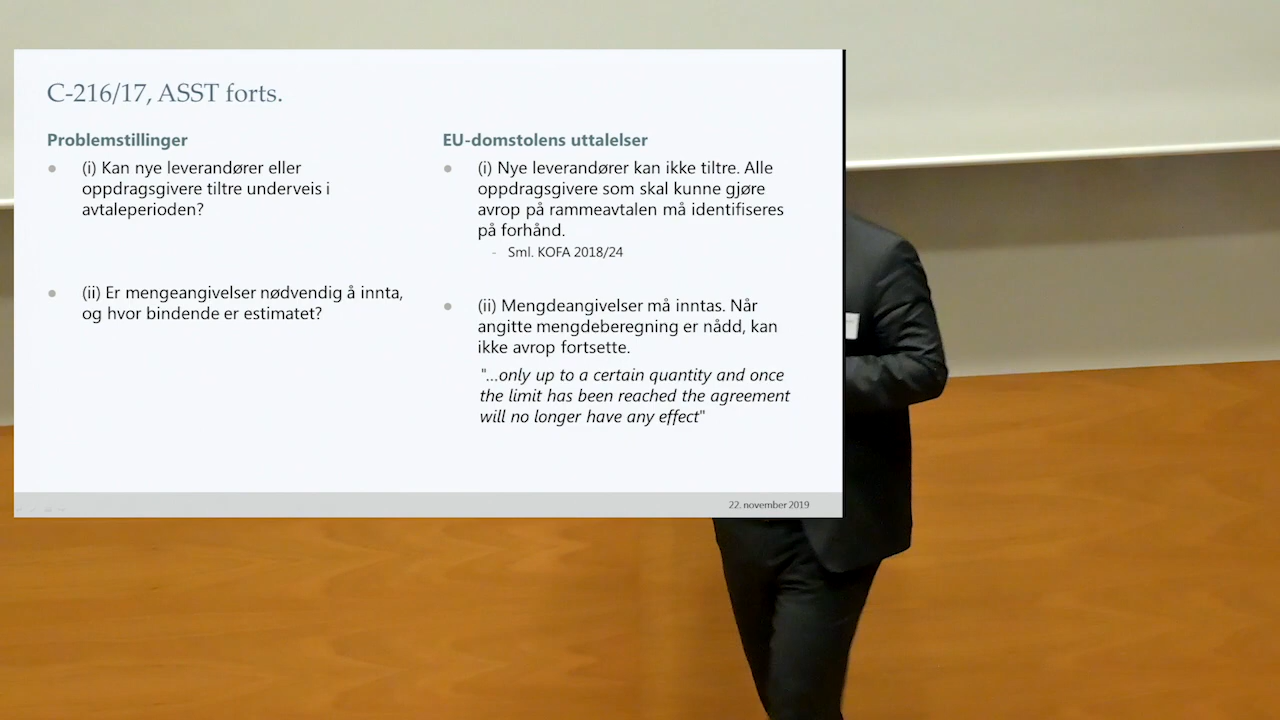 C-216/17, ASST forts.
Problemstillinger
(i) Kan nye leverandører eller
oppdragsgivere tiltre underveis i
avtaleperioden?
(ii) Er mengeangivelser nødvendig å innta,
og hvor bindende er estimatet?
EU-domstolens uttalelser
(i) Nye leverandører kan ikke tiltre. Alle
oppdragsgivere som skal kunne gjøre
avrop på rammeavtalen må identifiseres
på forhånd.
- Sml. KOFA 2018/24
(ii) Mengdeangivelser må inntas. Når
angitte mengdeberegning er nådd, kan
ikke avrop fortsette.
"...only up to a certain quantity and once
the limit has been reached the agreement
will no longer have any effect"
22. november 2019